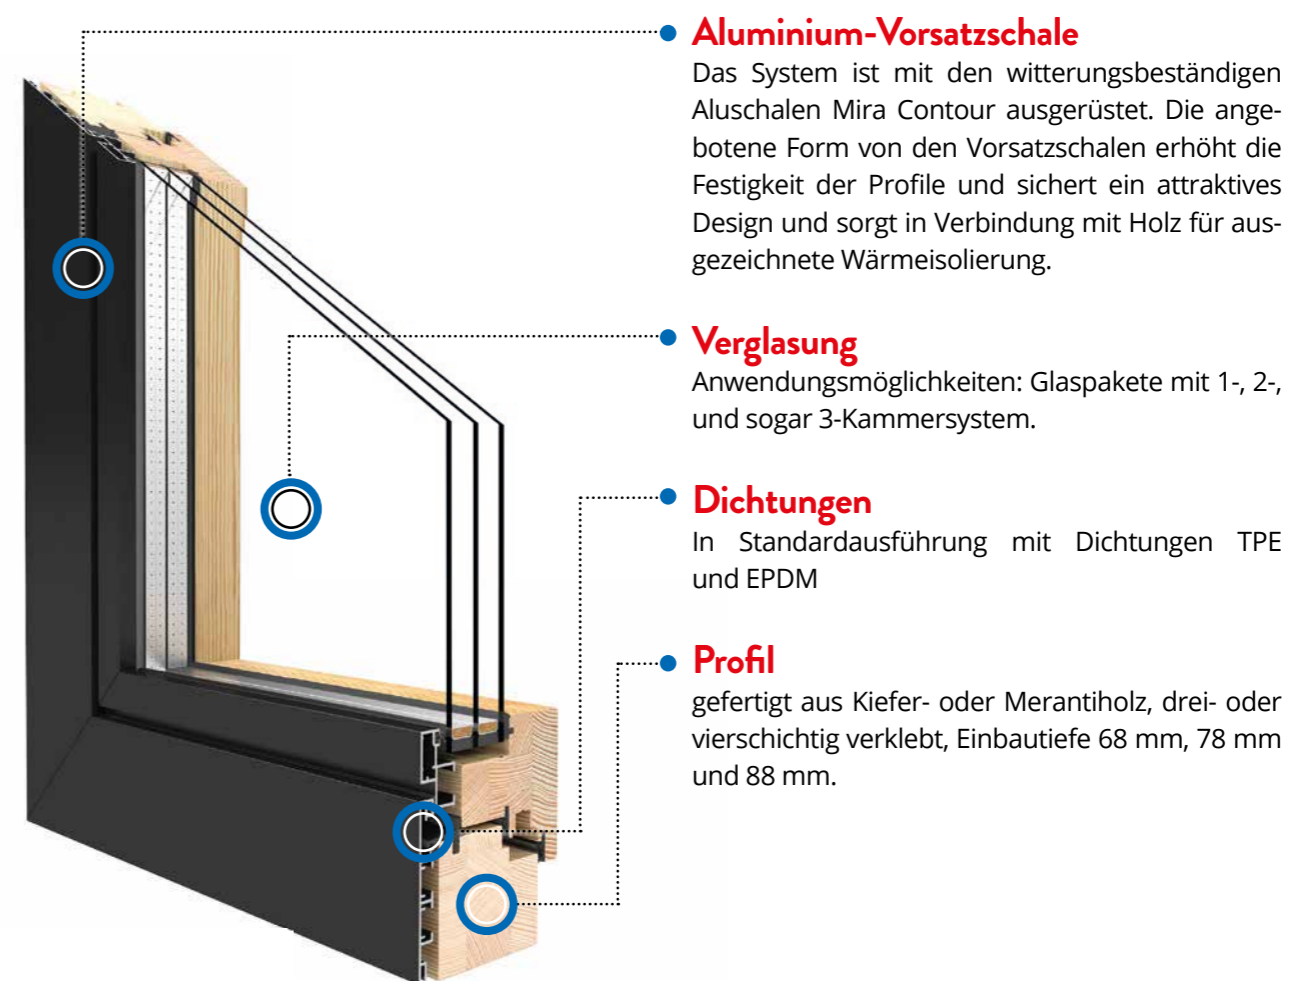 Aluminium-Vorsatzschale
Das System ist mit den witterungsbeständigen
Aluschalen Mira Contour ausgerüstet. Die ange-
botene Form von den Vorsatzschalen erhöht die
Festigkeit der Profile und sichert ein attraktives
Design und sorgt in Verbindung mit Holz für aus-
gezeichnete Wärmeisolierung.
Verglasung
Anwendungsmöglichkeiten: Glaspakete mit 1-, 2-,
und sogar 3-Kammersystem.
Dichtungen
In Standardausführung mit Dichtungen TPE
und EPDM
Profil
gefertigt aus Kiefer- oder Merantiholz, drei- oder
vierschichtig verklebt, Einbautiefe 68 mm, 78 mm
und 88 mm.